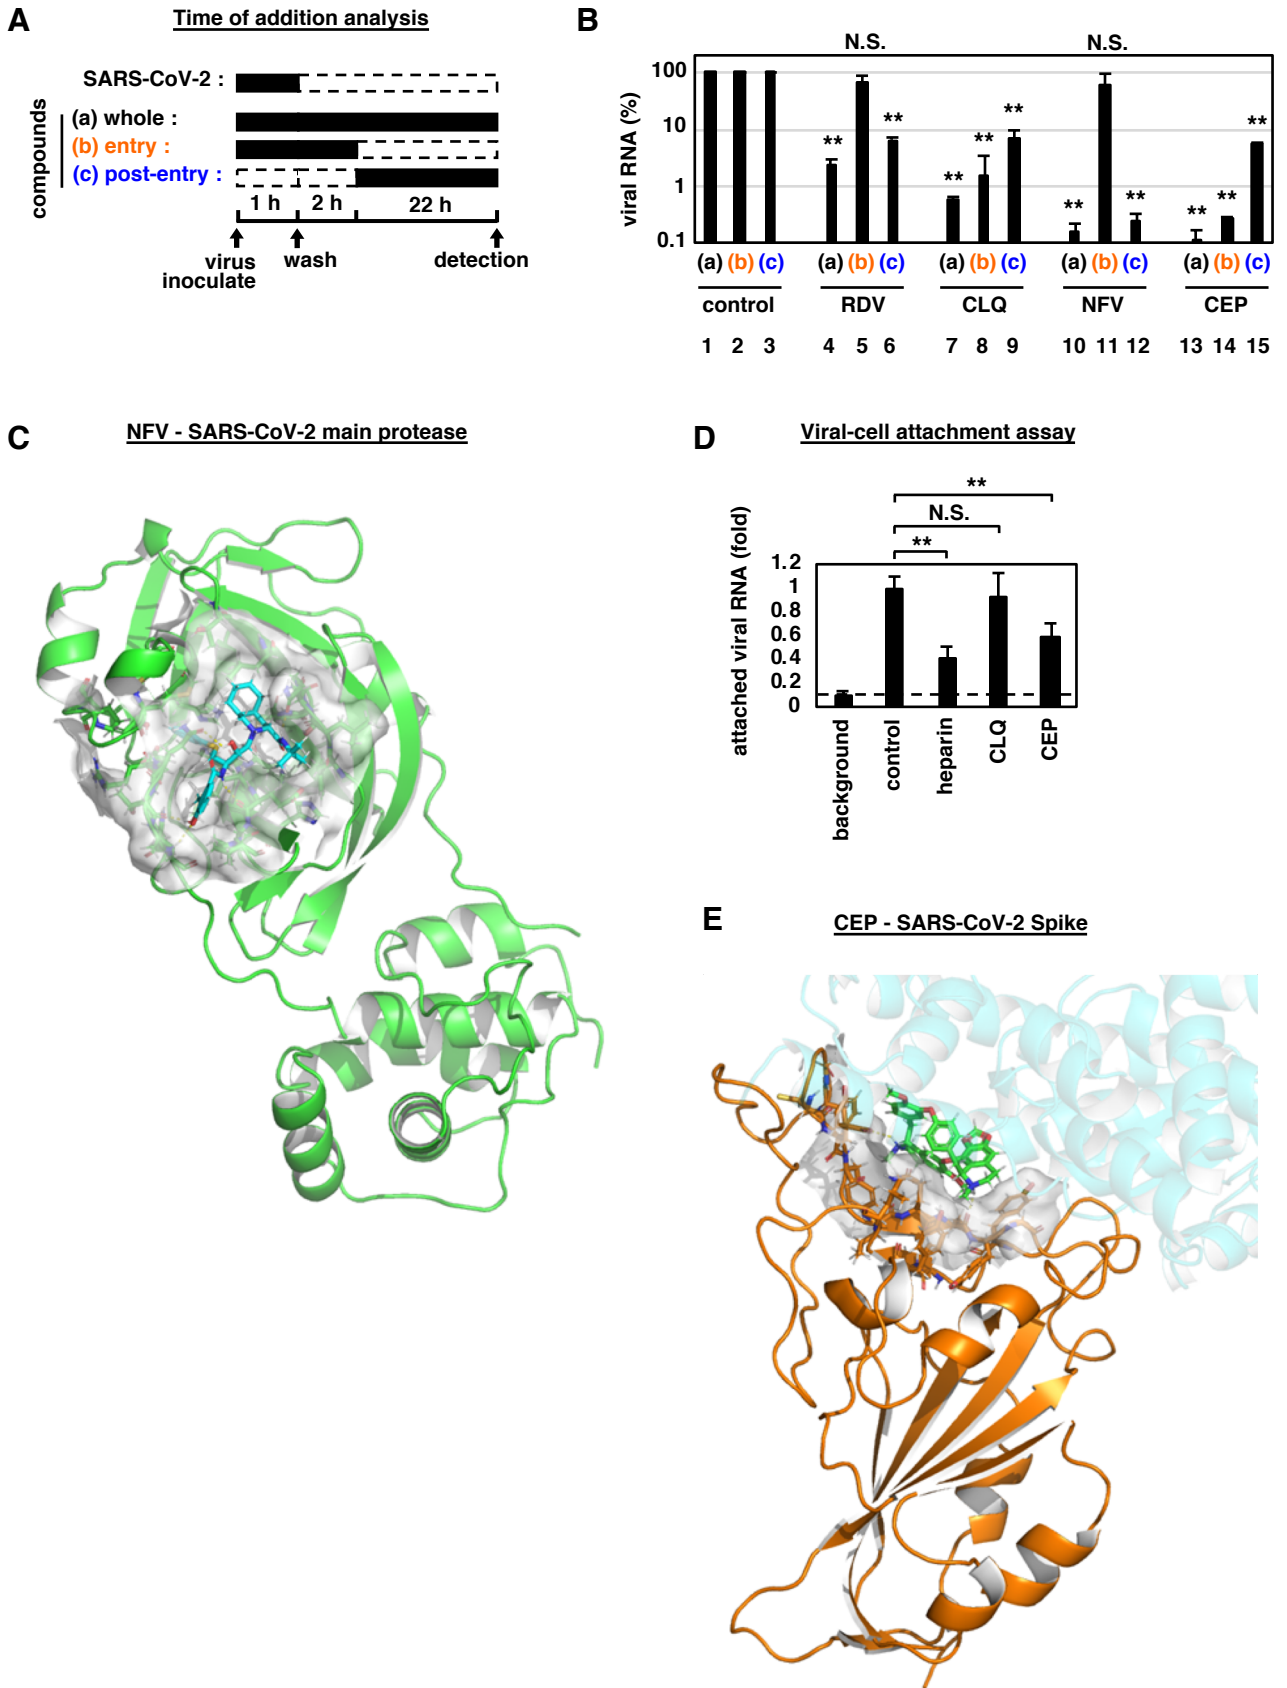 A
Time of addition analysis
SARS-CoV-2 :
compounds
(a) whole :
(b) entry :
(c) post-entry :
1 h
2 h
22 h
virus
inoculate
wash
detection
B
N.S.
N.S.
viral RNA (%)
100
10
1
0.1
**
**
**
**
**
**
**
**
**
**
(a) (b) (c)
(a) (b) (c)
(a) (b) (c)
(a) (b) (c)
(a) (b) (c)
control
RDV
CLQ
NFV
CEP
1 2 3 4 5 6 7 8 9 10 11 12 13 14 15
C
NFV - SARS-CoV-2 main protease
D
Viral-cell attachment assay
**
N.S.
**
attached viral RNA (fold)
1.2
1
0.8
0.6
0.4
0.2
0
background
control
heparin
CLQ
CEP
E
CEP - SARS-CoV-2 Spike